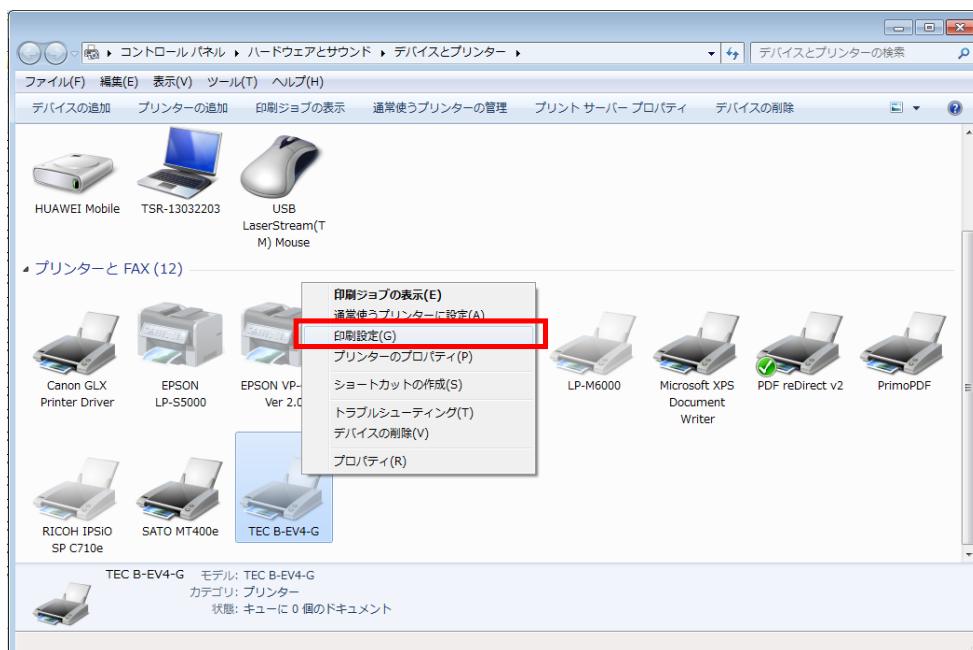 コントロール パネル ▸ ハードウェアとサウンド ▸ デバイスとプリンター ▸
デバイスとプリンターの検索
ファイル(F) 編集(E) 表示(V) ツール(T) ヘルプ(H)
デバイスの追加 プリンターの追加 印刷ジョブの表示 通常使うプリンターの管理 プリント サーバー プロパティ デバイスの削除
HUAWEI Mobile
TSR-13032203
USB
LaserStream(T
M) Mouse
プリンターと FAX (12)
Canon GLX
Printer Driver
EPSON
LP-S5000
EPSON VP-
Ver 2.0
印刷ジョブの表示(E)
通常使うプリンターに設定(A)
印刷設定(G)
プリンターのプロパティ(P)
ショートカットの作成(S)
トラブルシューティング(T)
デバイスの削除(V)
プロパティ(R)
LP-M6000
Microsoft XPS
Document
Writer
PDF reDirect v2
PrimoPDF
RICOH IPSiO
SP C710e
SATO MT400e
TEC B-EV4-G
TEC B-EV4-G モデル: TEC B-EV4-G
カテゴリ: プリンター
状態: キューに 0 個のドキュメント